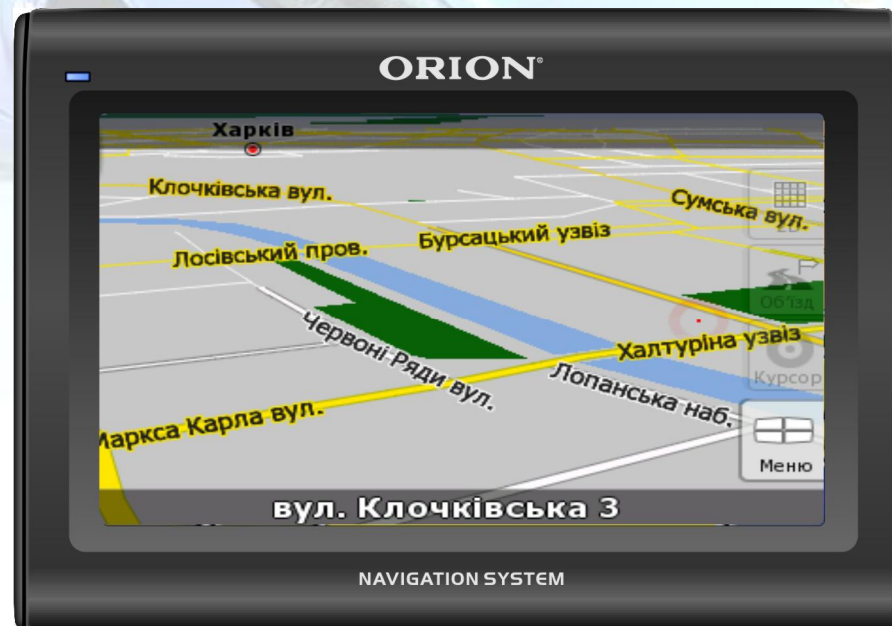 ORION®
Харків
Клочківська вул.
Сумська вул.
Бурсацький узвіз
Лосівський пров.
Об'їзд
Халтуріна узвіз
Червоні Ряди вул.
Курсор
Лопанська наб.
Маркса Карла вул.
Меню
вул. Клочківська 3
NAVIGATION SYSTEM